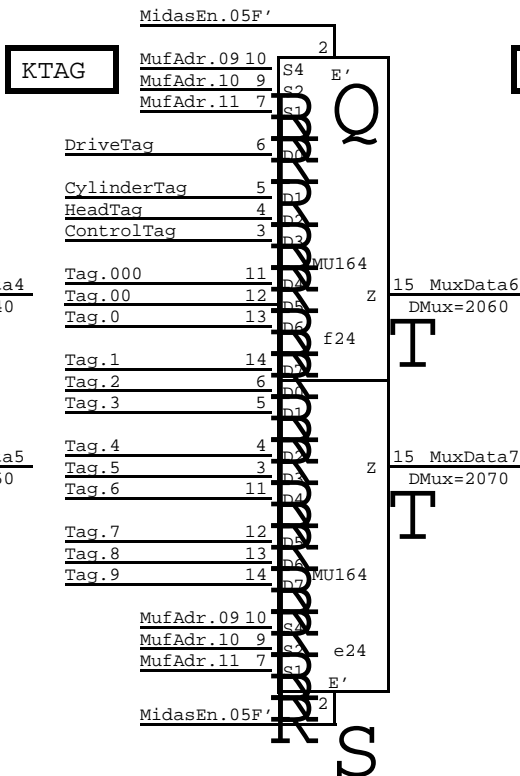 MidasEn.05F'
2
KTAG
MufAdr.09 10 S4 E'
MufAdr.10 9 S2 Q
MufAdr.11 7 S1
DriveTag 6 D0
CylinderTag 5 D1
HeadTag 4 D2
ControlTag 3 D3
MU164
Tag.000 11 D4
Tag.00 12 D5 Z 15 MuxData6
Tag.0 13 D6 DMux=2060
f24 T
Tag.1 14 D7
Tag.2 6 D0
Tag.3 5 D1
Tag.4 4 D2
Tag.5 3 D3 Z 15 MuxData7
Tag.6 11 D4 DMux=2070
T
Tag.7 12 D5
Tag.8 13 D6
Tag.9 14 D7 MU164
MufAdr.09 10 S4
MufAdr.10 9 S2 e24
MufAdr.11 7 S1
E'
2
MidasEn.05F'
R S